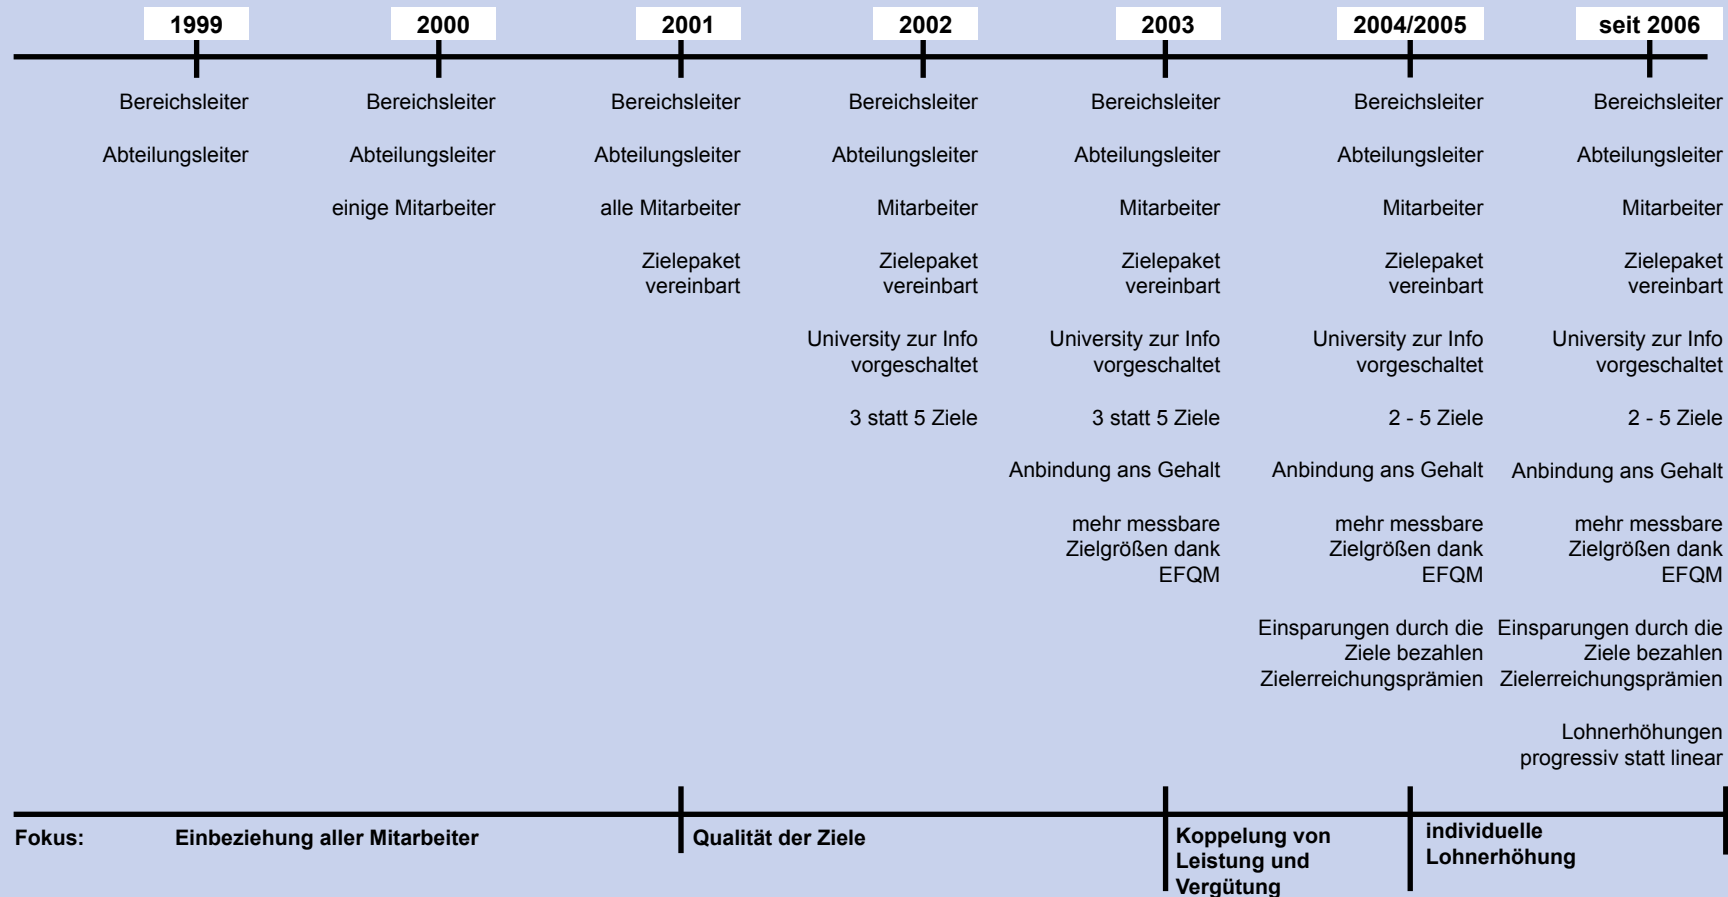 1999 2000 2001 2002 2003 2004/2005 seit 2006
Bereichsleiter Bereichsleiter Bereichsleiter Bereichsleiter Bereichsleiter Bereichsleiter Bereichsleiter
Abteilungsleiter Abteilungsleiter Abteilungsleiter Abteilungsleiter Abteilungsleiter Abteilungsleiter Abteilungsleiter
einige Mitarbeiter alle Mitarbeiter Mitarbeiter Mitarbeiter Mitarbeiter Mitarbeiter
Zielepaket Zielepaket Zielepaket Zielepaket Zielepaket
vereinbart vereinbart vereinbart vereinbart vereinbart
University zur Info University zur Info University zur Info University zur Info
vorgeschaltet vorgeschaltet vorgeschaltet vorgeschaltet
3 statt 5 Ziele 3 statt 5 Ziele 2 - 5 Ziele 2 - 5 Ziele
Anbindung ans Gehalt Anbindung ans Gehalt Anbindung ans Gehalt
mehr messbare mehr messbare mehr messbare
Zielgrößen dank Zielgrößen dank Zielgrößen dank
EFQM EFQM EFQM
Einsparungen durch die Einsparungen durch die
Ziele bezahlen Ziele bezahlen
Zielerreichungsprämien Zielerreichungsprämien
Lohnerhöhungen
progressiv statt linear
Fokus: Einbeziehung aller Mitarbeiter Qualität der Ziele
Koppelung von
Leistung und
Vergütung
individuelle
Lohnerhöhung